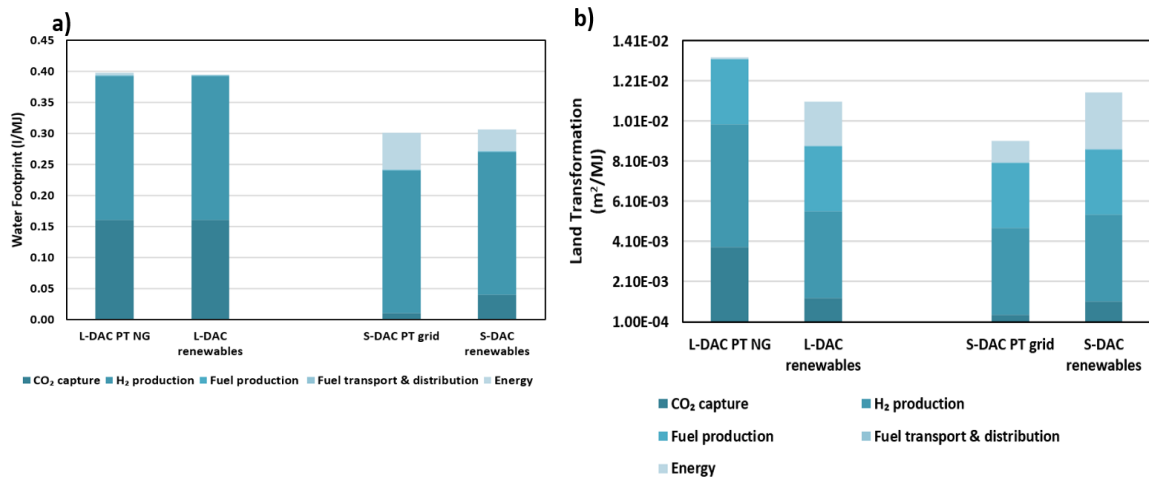 a)
0.45
0.40
0.35
0.30
0.25
0.20
0.15
0.10
0.05
0.00
Water Footprint (l/MJ)
L-DAC PT NG
L-DAC
renewables
S-DAC PT grid
S-DAC
renewables
CO₂ capture
H₂ production
Fuel production
Fuel transport & distribution
Energy
b)
1.41E-02
1.21E-02
1.01E-02
8.10E-03
6.10E-03
4.10E-03
2.10E-03
1.00E-04
Land Transformation
(m²/MJ)
L-DAC PT NG
L-DAC
renewables
S-DAC PT grid
S-DAC
renewables
CO₂ capture
H₂ production
Fuel production
Fuel transport & distribution
Energy